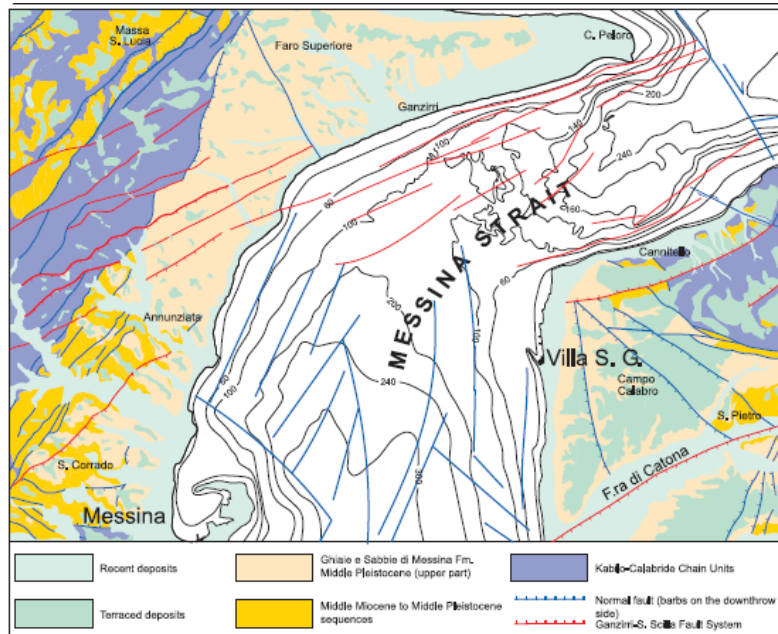 Massa
S. Lucia
Faro Superiore
C. Peloro
Ganzirri
200
140
100
240
60
160
100
MESSINA STRAIT
Cannitello
60
Annunziata
200
100
Villa S. G.
240
Campo
Calabro
60
100
S. Pietro
S. Corrado
300
F.ra di Catona
Messina
Recent deposits
Ghiaie e Sabbie di Messina Fm.
Middle Pleistocene (upper part)
Kabilo-Calabride Chain Units
Terraced deposits
Middle Miocene to Middle Pleistocene
sequences
Normal fault (barbs on the downthrow
side)
Ganzirri-S. Scilla Fault System